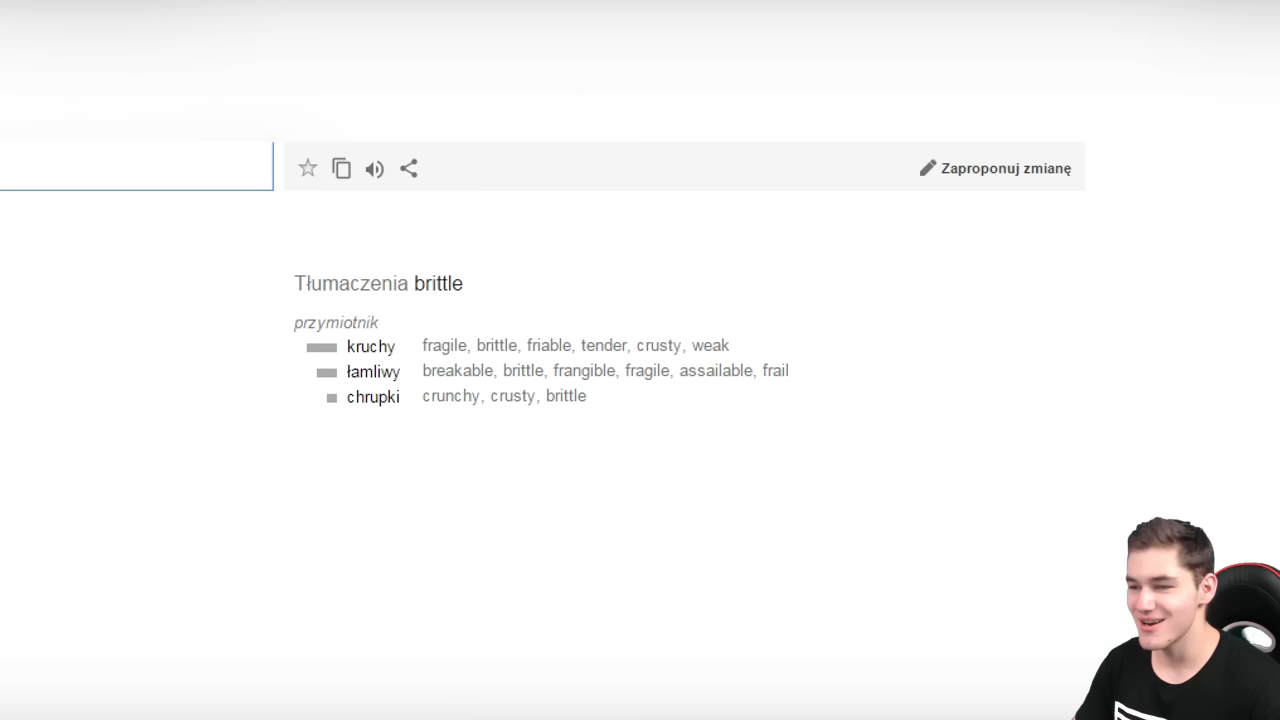 Zaproponuj zmianę
Tłumaczenia brittle
przymiotnik
kruchy fragile, brittle, friable, tender, crusty, weak
łamliwy breakable, brittle, frangible, fragile, assailable, frail
chrupki crunchy, crusty, brittle